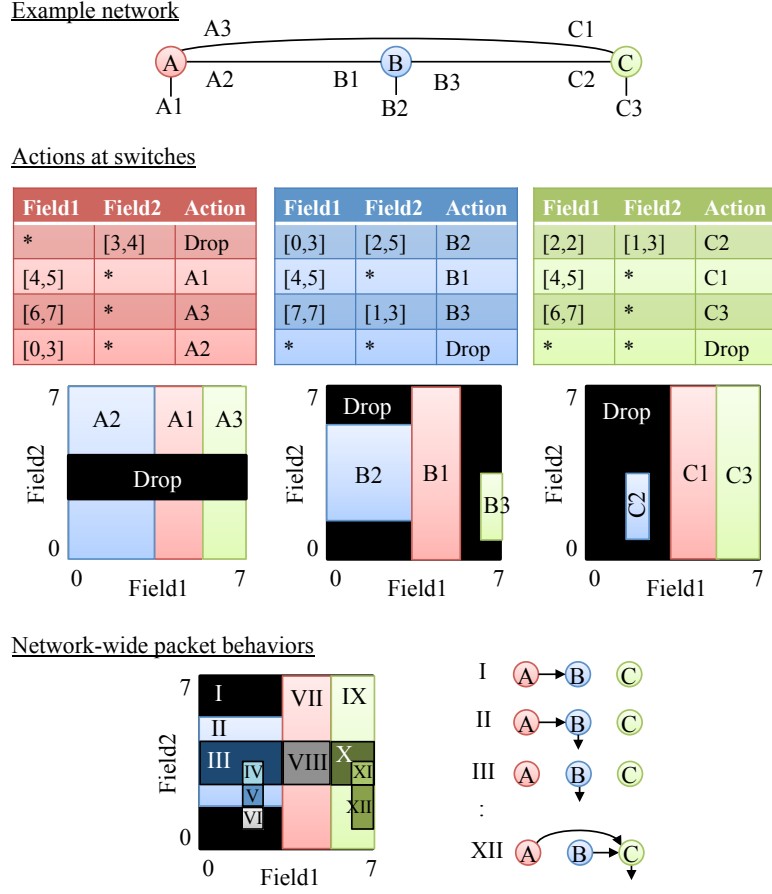 Example network
A3 C1
A B C
A2 B1 B3 C2
A1 B2 C3
Actions at switches
Field1 Field2 Action
* [3,4] Drop
[4,5] * A1
[6,7] * A3
[0,3] * A2
Field1 Field2 Action
[0,3] [2,5] B2
[4,5] * B1
[7,7] [1,3] B3
* * Drop
Field1 Field2 Action
[2,2] [1,3] C2
[4,5] * C1
[6,7] * C3
* * Drop
7
Field2
0
A2 A1 A3
Drop
0 7
Field1
7
Field2
0
Drop
B2 B1 B3
0 7
Field1
7
Field2
0
Drop
C2 C1 C3
0 7
Field1
Network-wide packet behaviors
7
Field2
0
I VII IX
II
III VIII X
IV XI
V XII
VI
0 7
Field1
I A B C
II A B C
III A B C
:
XII A B C